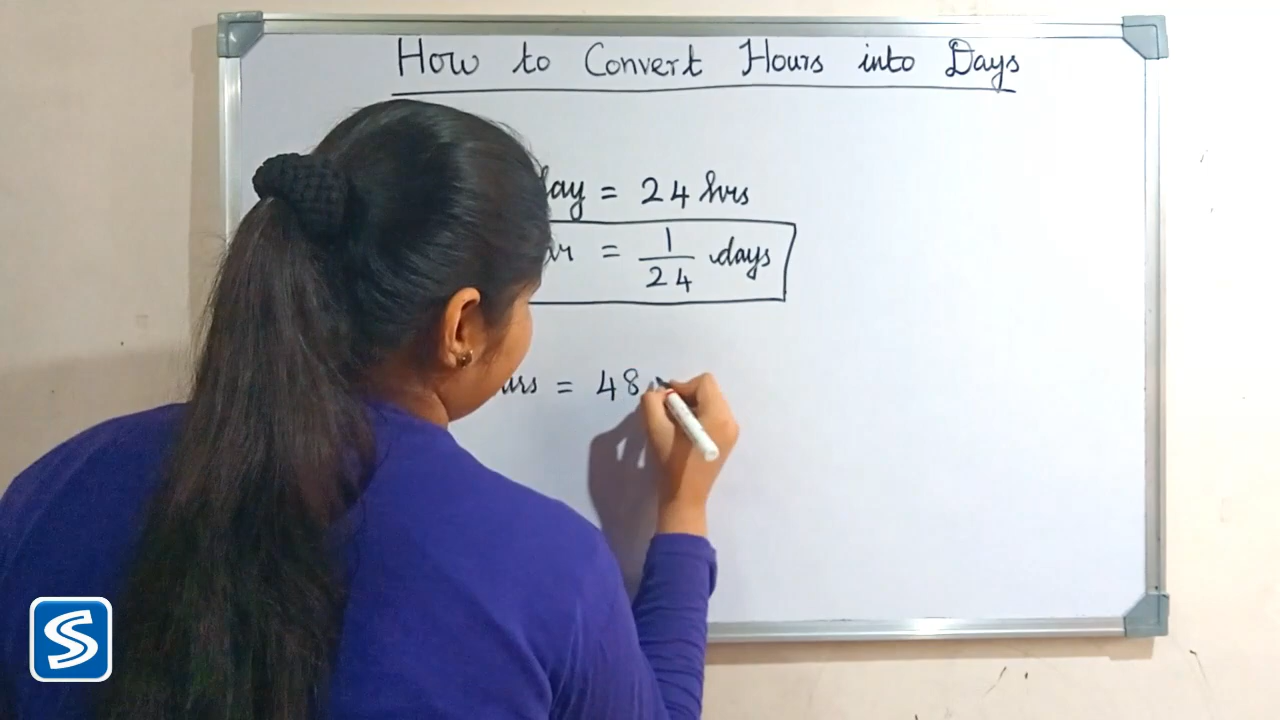 How to Convert Hours into Days
day = 24 hrs
= 1/24 days
= 48
S